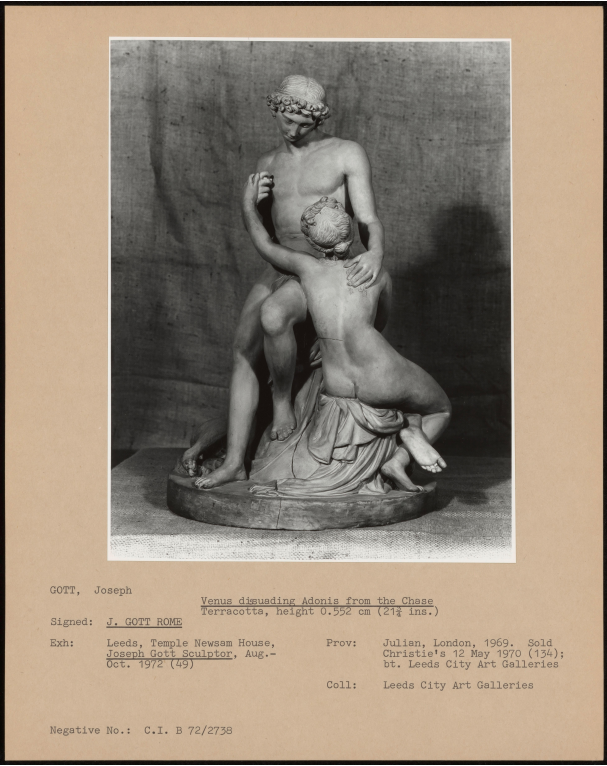 GOTT, Joseph
Venus disuading Adonis from the Chase
Terracotta, height 0.552 cm (21¾ ins.)
Signed: J. GOTT ROME
Exh: Leeds, Temple Newsam House,
Joseph Gott Sculptor, Aug.-
Oct. 1972 (49)
Prov: Julian, London, 1969. Sold
Christie's 12 May 1970 (134);
bt. Leeds City Art Galleries
Coll: Leeds City Art Galleries
Negative No.: C.I. B 72/2738